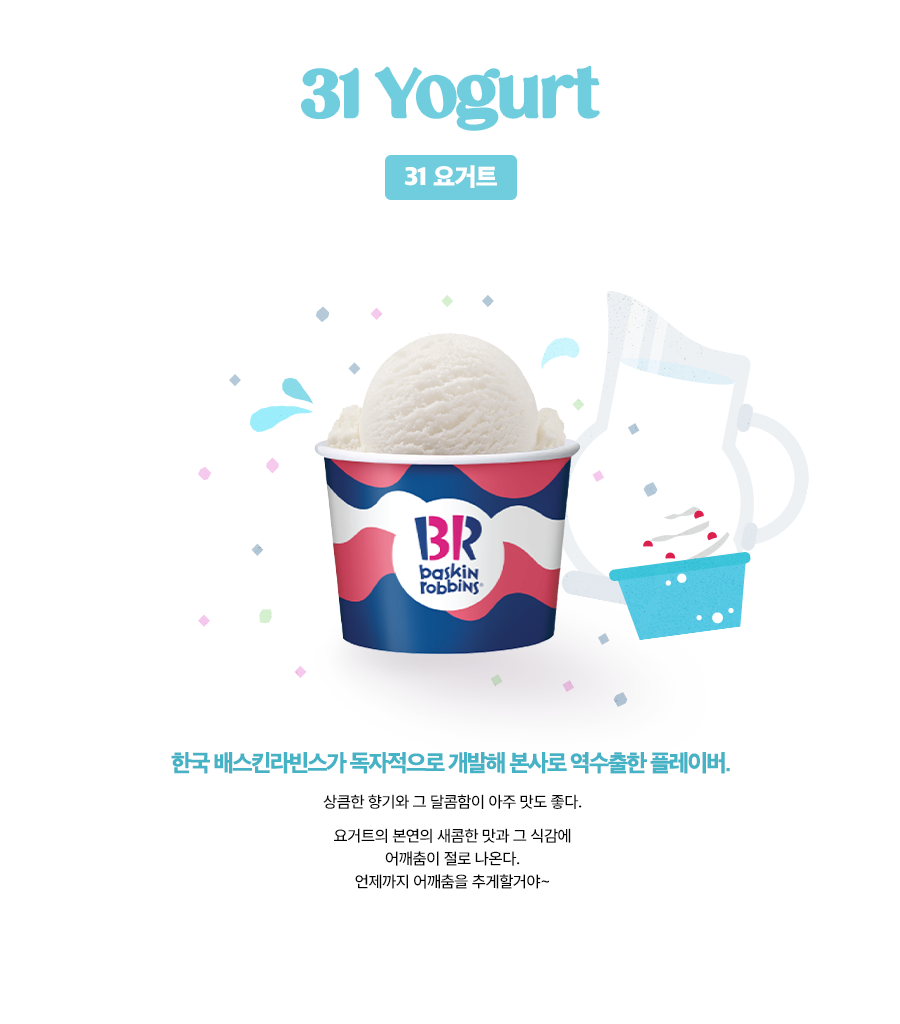 31 Yogurt
31 요거트
BR
baskin
robbins®
한국 배스킨라빈스가 독자적으로 개발해 본사로 역수출한 플레이버.
상큼한 향기와 그 달콤함이 아주 맛도 좋다.
요거트의 본연의 새콤한 맛과 그 식감에
어깨춤이 절로 나온다.
언제까지 어깨춤을 추게할거야~